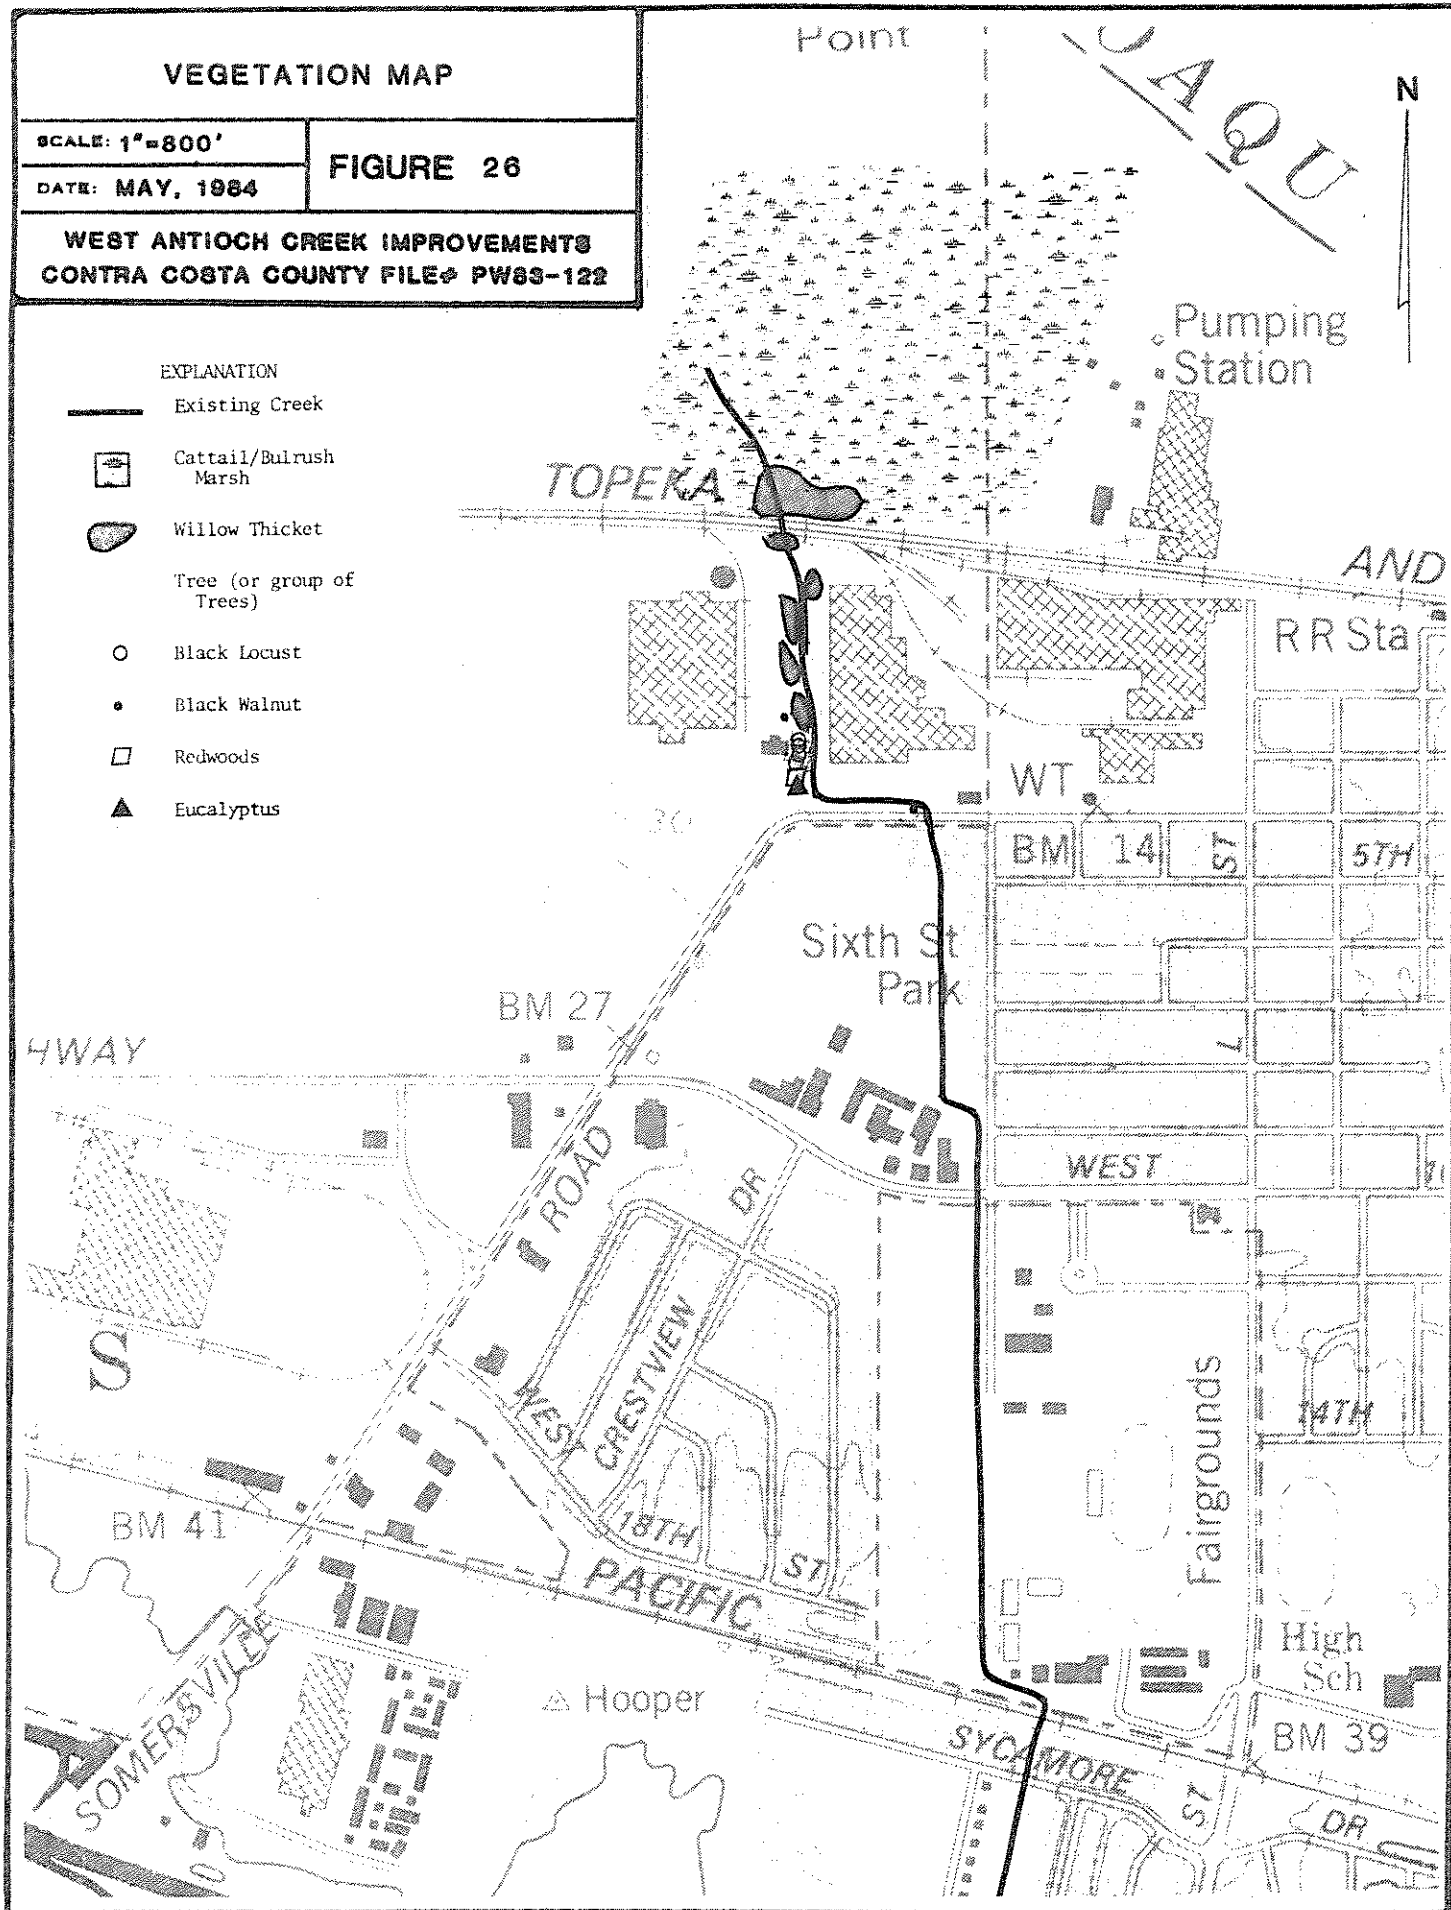 VEGETATION MAP
SCALE: 1"=800'
DATE: MAY, 1984
FIGURE 26
WEST ANTIOCH CREEK IMPROVEMENTS
CONTRA COSTA COUNTY FILE# PW83-122
EXPLANATION
Existing Creek
Cattail/Bulrush
Marsh
Willow Thicket
Tree (or group of
Trees)
Black Locust
Black Walnut
Redwoods
Eucalyptus
Point
OAQU
N
Pumping
Station
TOPEKA
AND
RR Sta
WT
30
BM 14
ST
5TH
Sixth St
Park
BM 27
HWAY
L
ROAD
DR
WEST
S
CRESTVIEW
WEST
18TH
ST
14TH
Fairgrounds
BM 41
PACIFIC
High
Sch
SOMERSVILLE
Hooper
SYCAMORE
BM 39
ST
DR